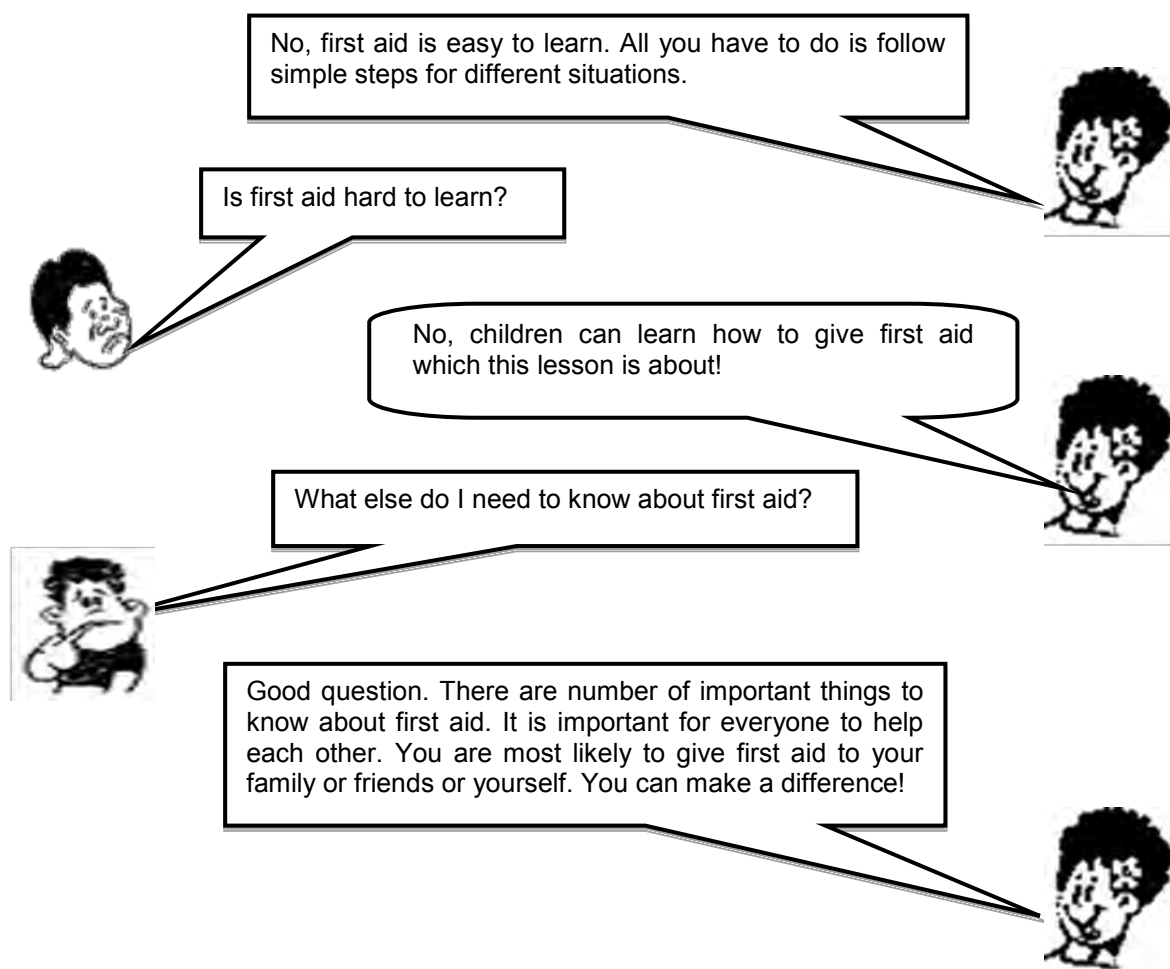 No, first aid is easy to learn. All you have to do is follow
simple steps for different situations.
Is first aid hard to learn?
No, children can learn how to give first aid
which this lesson is about!
What else do I need to know about first aid?
Good question. There are number of important things to
know about first aid. It is important for everyone to help
each other. You are most likely to give first aid to your
family or friends or yourself. You can make a difference!